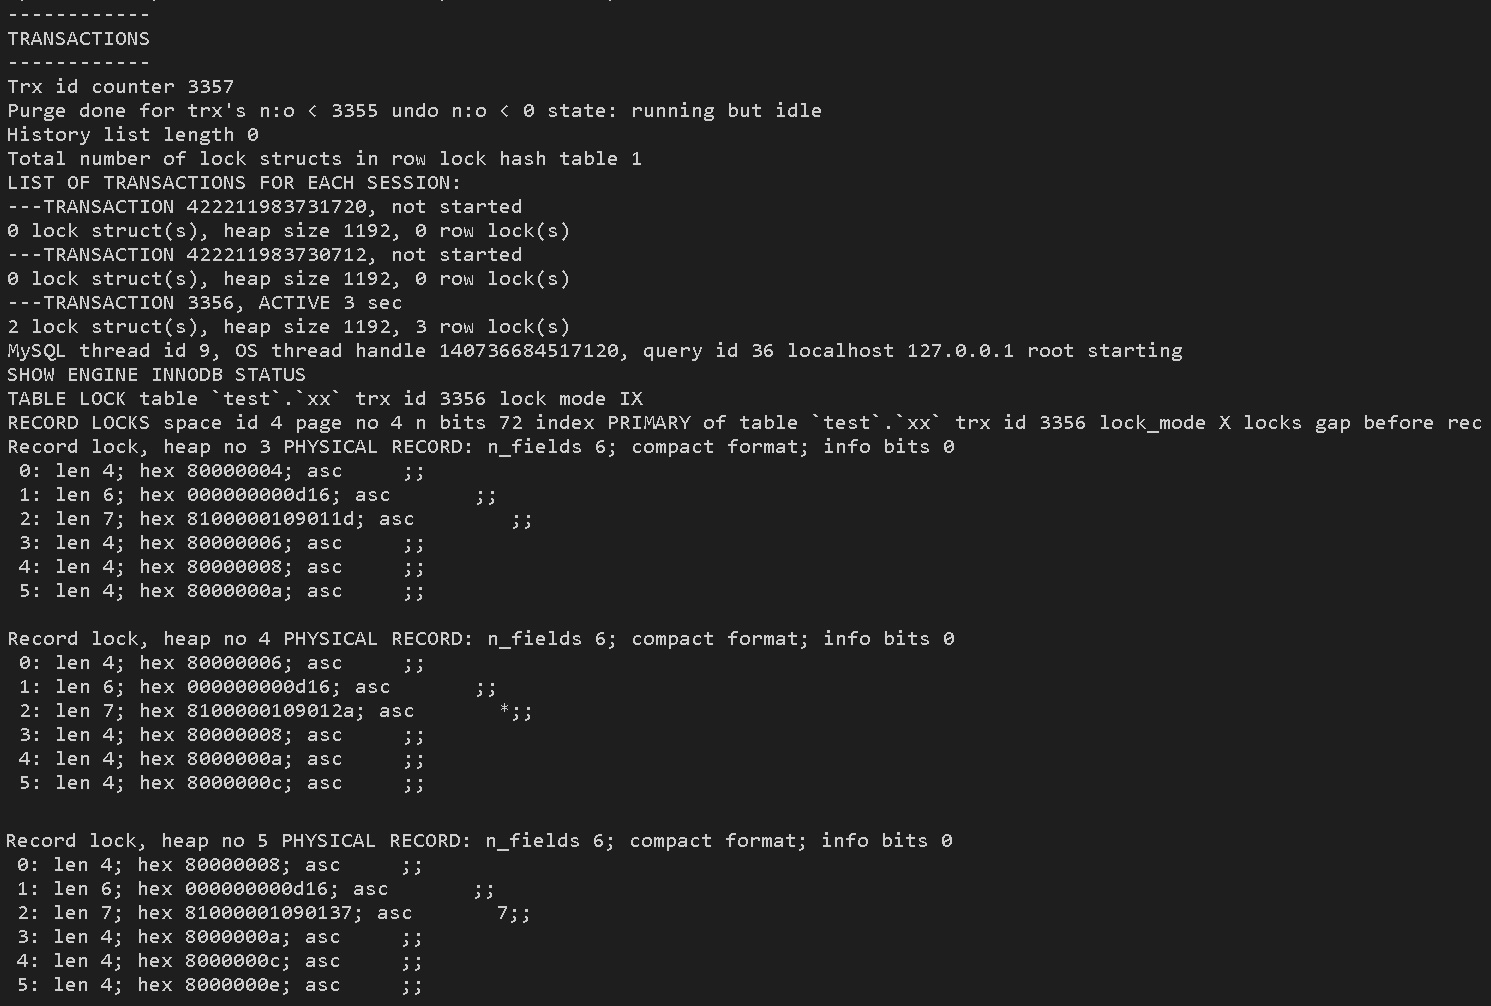 ------------
TRANSACTIONS
------------
Trx id counter 3357
Purge done for trx's n:o < 3355 undo n:o < 0 state: running but idle
History list length 0
Total number of lock structs in row lock hash table 1
LIST OF TRANSACTIONS FOR EACH SESSION:
---TRANSACTION 422211983731720, not started
0 lock struct(s), heap size 1192, 0 row lock(s)
---TRANSACTION 422211983730712, not started
0 lock struct(s), heap size 1192, 0 row lock(s)
---TRANSACTION 3356, ACTIVE 3 sec
2 lock struct(s), heap size 1192, 3 row lock(s)
MySQL thread id 9, OS thread handle 140736684517120, query id 36 localhost 127.0.0.1 root starting
SHOW ENGINE INNODB STATUS
TABLE LOCK table `test`.`xx` trx id 3356 lock mode IX
RECORD LOCKS space id 4 page no 4 n bits 72 index PRIMARY of table `test`.`xx` trx id 3356 lock_mode X locks gap before rec
Record lock, heap no 3 PHYSICAL RECORD: n_fields 6; compact format; info bits 0
 0: len 4; hex 80000004; asc     ;;
 1: len 6; hex 000000000d16; asc       ;;
 2: len 7; hex 8100000109011d; asc        ;;
 3: len 4; hex 80000006; asc     ;;
 4: len 4; hex 80000008; asc     ;;
 5: len 4; hex 8000000a; asc     ;;

Record lock, heap no 4 PHYSICAL RECORD: n_fields 6; compact format; info bits 0
 0: len 4; hex 80000006; asc     ;;
 1: len 6; hex 000000000d16; asc       ;;
 2: len 7; hex 8100000109012a; asc       *;;
 3: len 4; hex 80000008; asc     ;;
 4: len 4; hex 8000000a; asc     ;;
 5: len 4; hex 8000000c; asc     ;;

Record lock, heap no 5 PHYSICAL RECORD: n_fields 6; compact format; info bits 0
 0: len 4; hex 80000008; asc     ;;
 1: len 6; hex 000000000d16; asc       ;;
 2: len 7; hex 81000001090137; asc       7;;
 3: len 4; hex 8000000a; asc     ;;
 4: len 4; hex 8000000c; asc     ;;
 5: len 4; hex 8000000e; asc     ;;